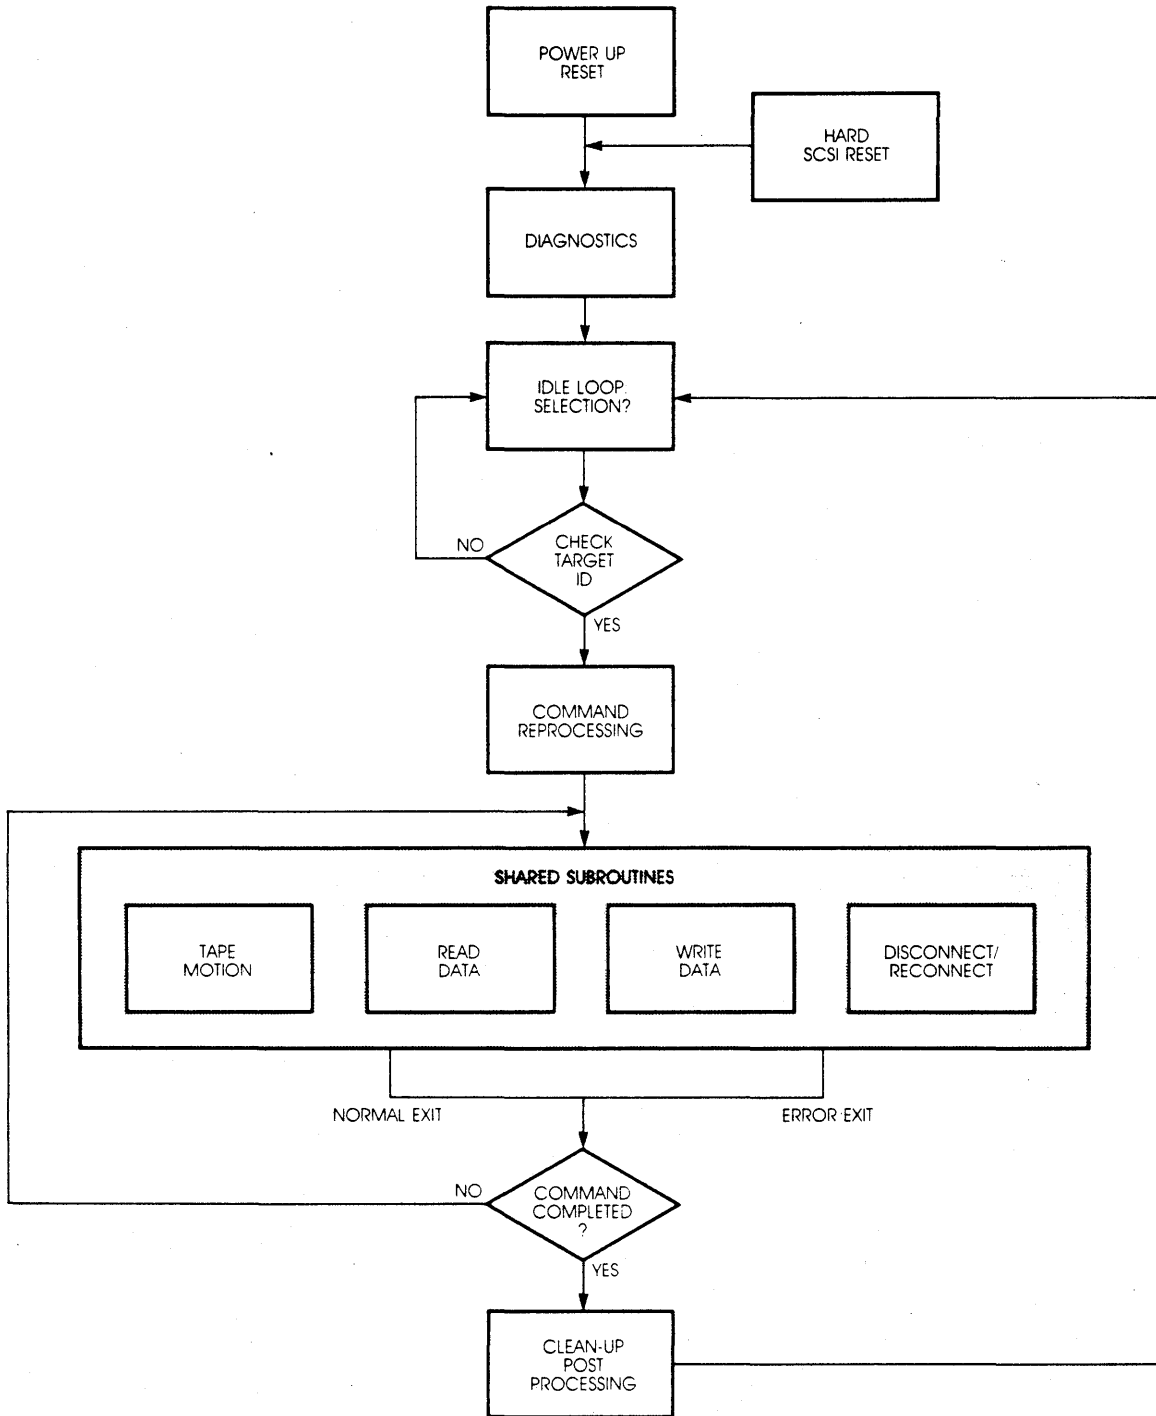 POWER UP
RESET
HARD
SCSI RESET
DIAGNOSTICS
IDLE LOOP.
SELECTION?
NO
CHECK
TARGET
ID
YES
COMMAND
REPROCESSING
SHARED SUBROUTINES
TAPE
MOTION
READ
DATA
WRITE
DATA
DISCONNECT/
RECONNECT
NORMAL EXIT
ERROR EXIT
NO
COMMAND
COMPLETED
?
YES
CLEAN-UP
POST
PROCESSING